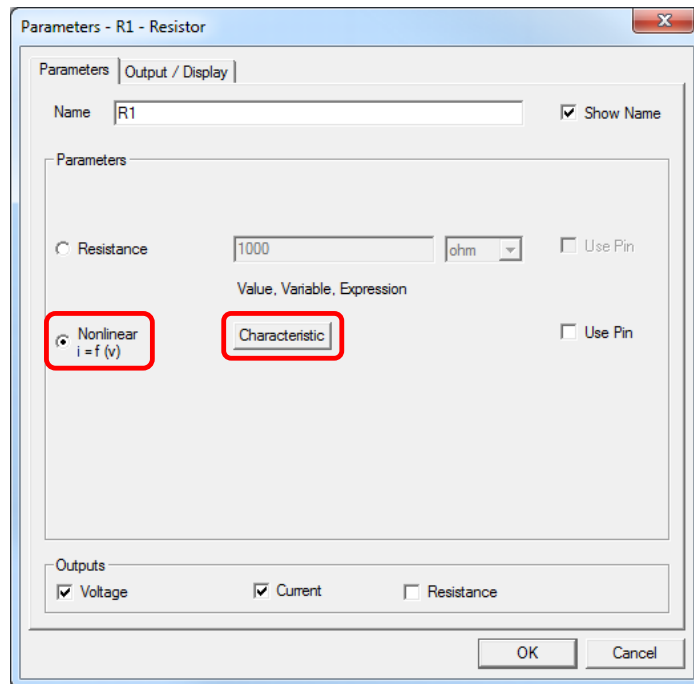 Parameters - R1 - Resistor
Parameters
Output / Display
Name
R1
Show Name
Parameters
Resistance
1000
ohm
Use Pin
Value, Variable, Expression
Nonlinear
i = f (v)
Characteristic
Use Pin
Outputs
Voltage
Current
Resistance
OK
Cancel